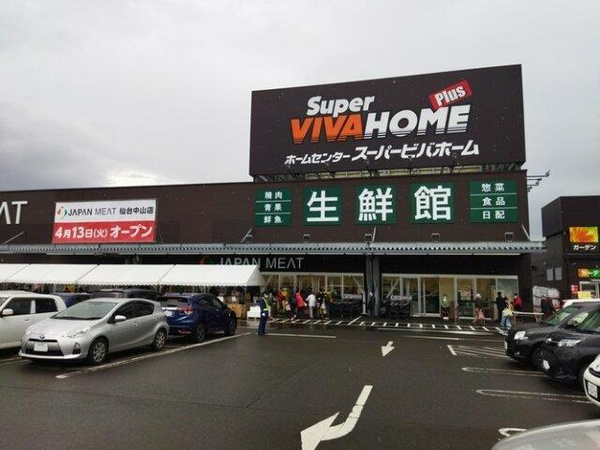 Super
VIVAHOME
Plus
ホームセンター スーパービバホーム
精肉
青果
鮮魚
生鮮館
惣菜
食品
日配
JAPAN MEAT 仙台中山店
4月13日(火)オープン
JAPAN MEAT
ガーデン